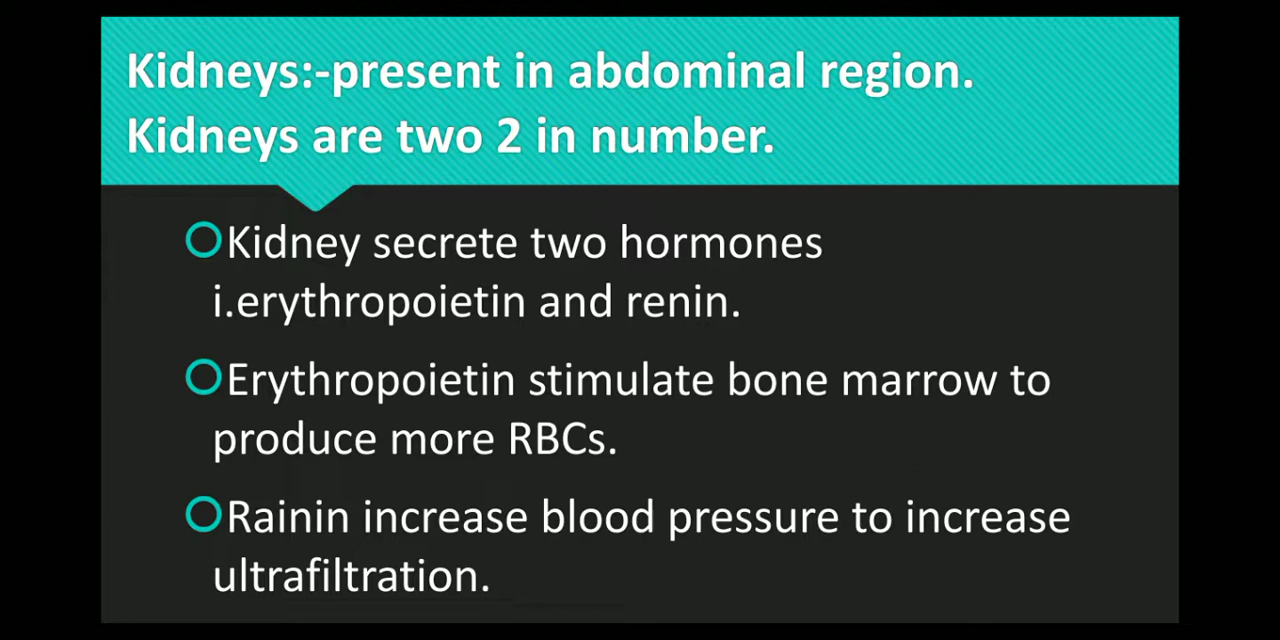 Kidneys:-present in abdominal region.
Kidneys are two 2 in number.
Kidney secrete two hormones
i.erythropoietin and renin.
Erythropoietin stimulate bone marrow to
produce more RBCs.
Rainin increase blood pressure to increase
ultrafiltration.